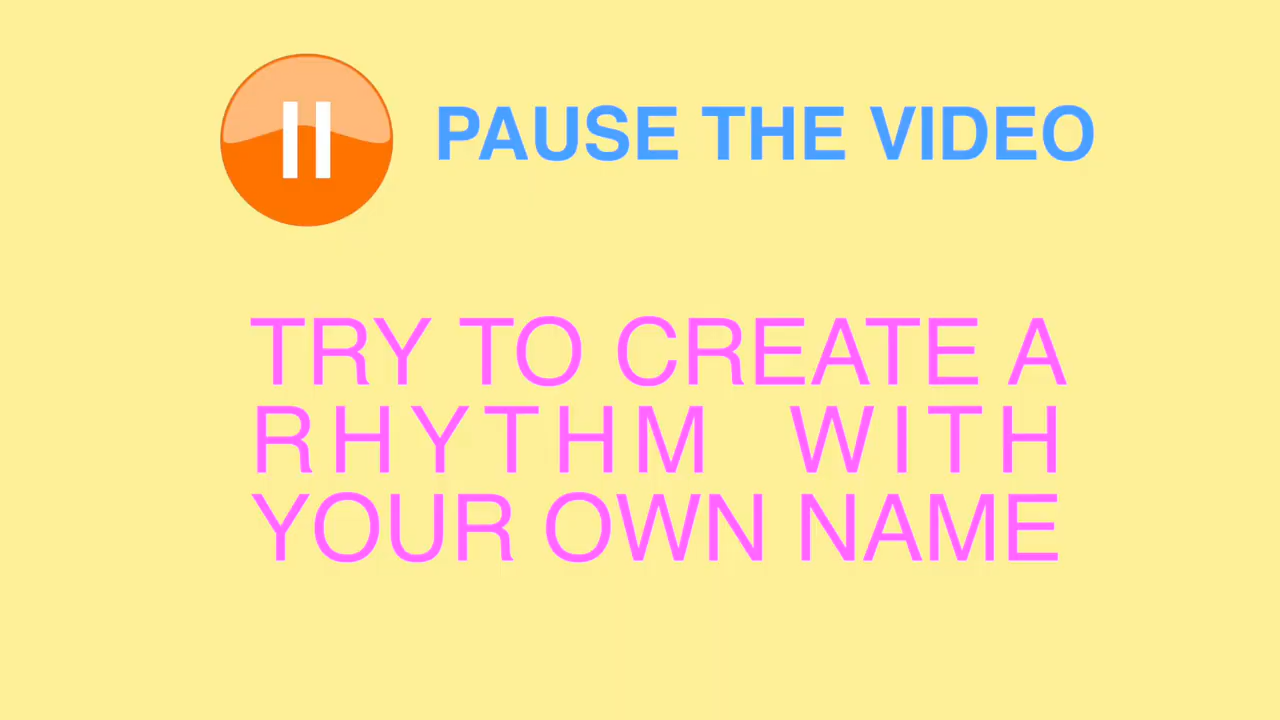 PAUSE THE VIDEO
TRY TO CREATE A
RHYTHM WITH
YOUR OWN NAME